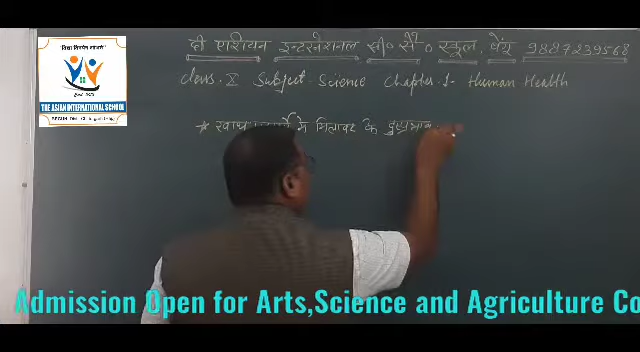 "विद्या विनयेन शोभते"
THE ASIAN INTERNATIONAL SCHOOL
दी एशियन इन्टरनेशनल सी० सै० स्कूल, 9887239568
Class. X Subject - Science Chapter 1- Human Health
में मिलावट के दुष्प्रभाव
Admission Open for Arts,Science and Agriculture Co